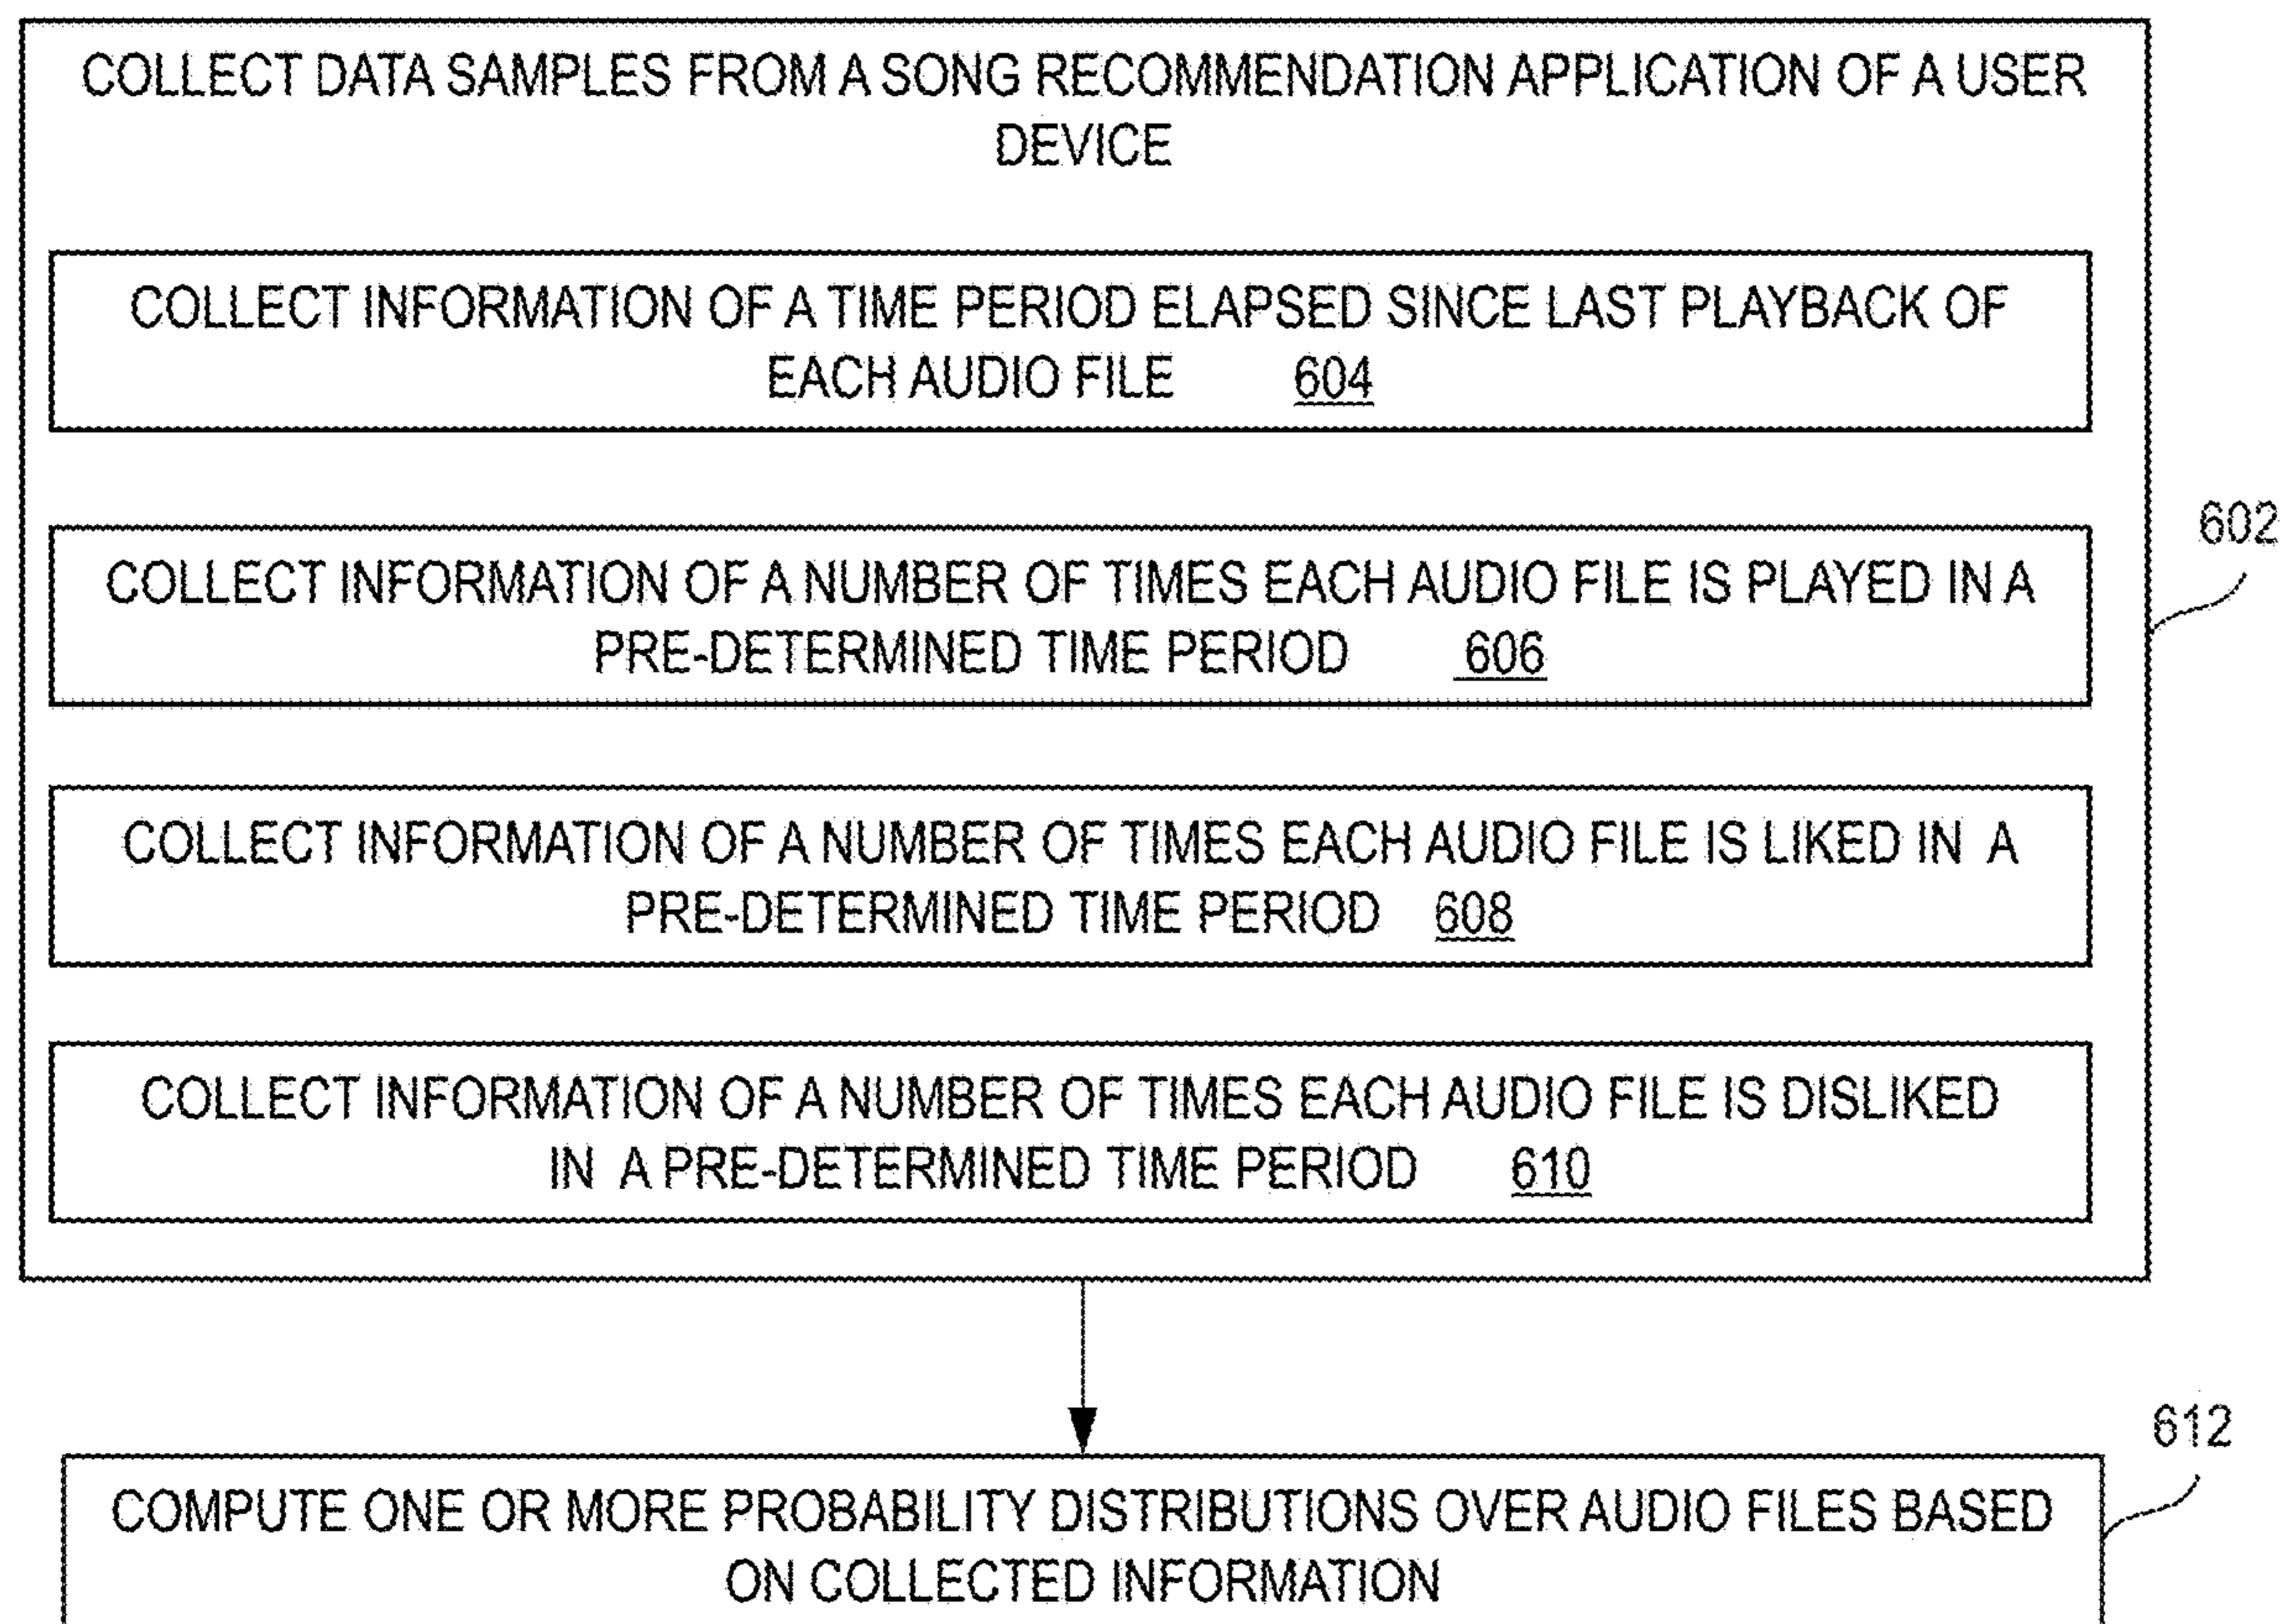 COLLECT DATA SAMPLES FROM A SONG RECOMMENDATION APPLICATION OF A USER
DEVICE
COLLECT INFORMATION OF A TIME PERIOD ELAPSED SINCE LAST PLAYBACK OF
EACH AUDIO FILE 604
COLLECT INFORMATION OF A NUMBER OF TIMES EACH AUDIO FILE IS PLAYED IN A
PRE-DETERMINED TIME PERIOD 606
602
COLLECT INFORMATION OF A NUMBER OF TIMES EACH AUDIO FILE IS LIKED IN A
PRE-DETERMINED TIME PERIOD 608
COLLECT INFORMATION OF A NUMBER OF TIMES EACH AUDIO FILE IS DISLIKED
IN A PRE-DETERMINED TIME PERIOD 610
612
COMPUTE ONE OR MORE PROBABILITY DISTRIBUTIONS OVER AUDIO FILES BASED
ON COLLECTED INFORMATION